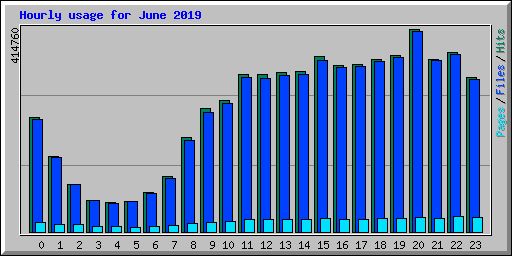 Hourly usage for June 2019
414760
Pages/Files/Hits
0 1 2 3 4 5 6 7 8 9 10 11 12 13 14 15 16 17 18 19 20 21 22 23